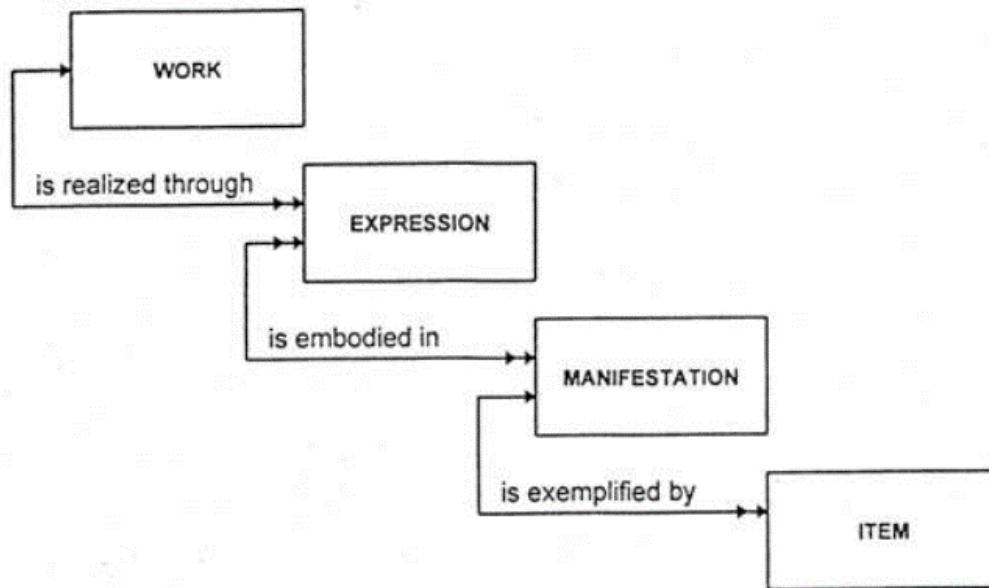 WORK
is realized through
EXPRESSION
is embodied in
MANIFESTATION
is exemplified by
ITEM